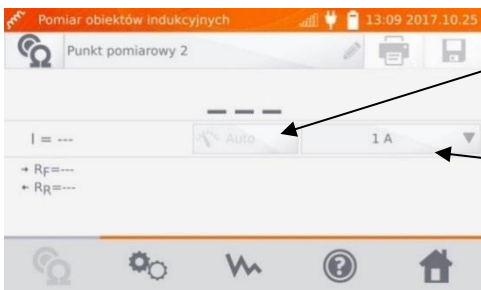 Pomiar obiektów indukcyjnych 13:09 2017.10.25
Punkt pomiarowy 2
---
I = --- Auto 1 A
→ RF=---
← RR=---